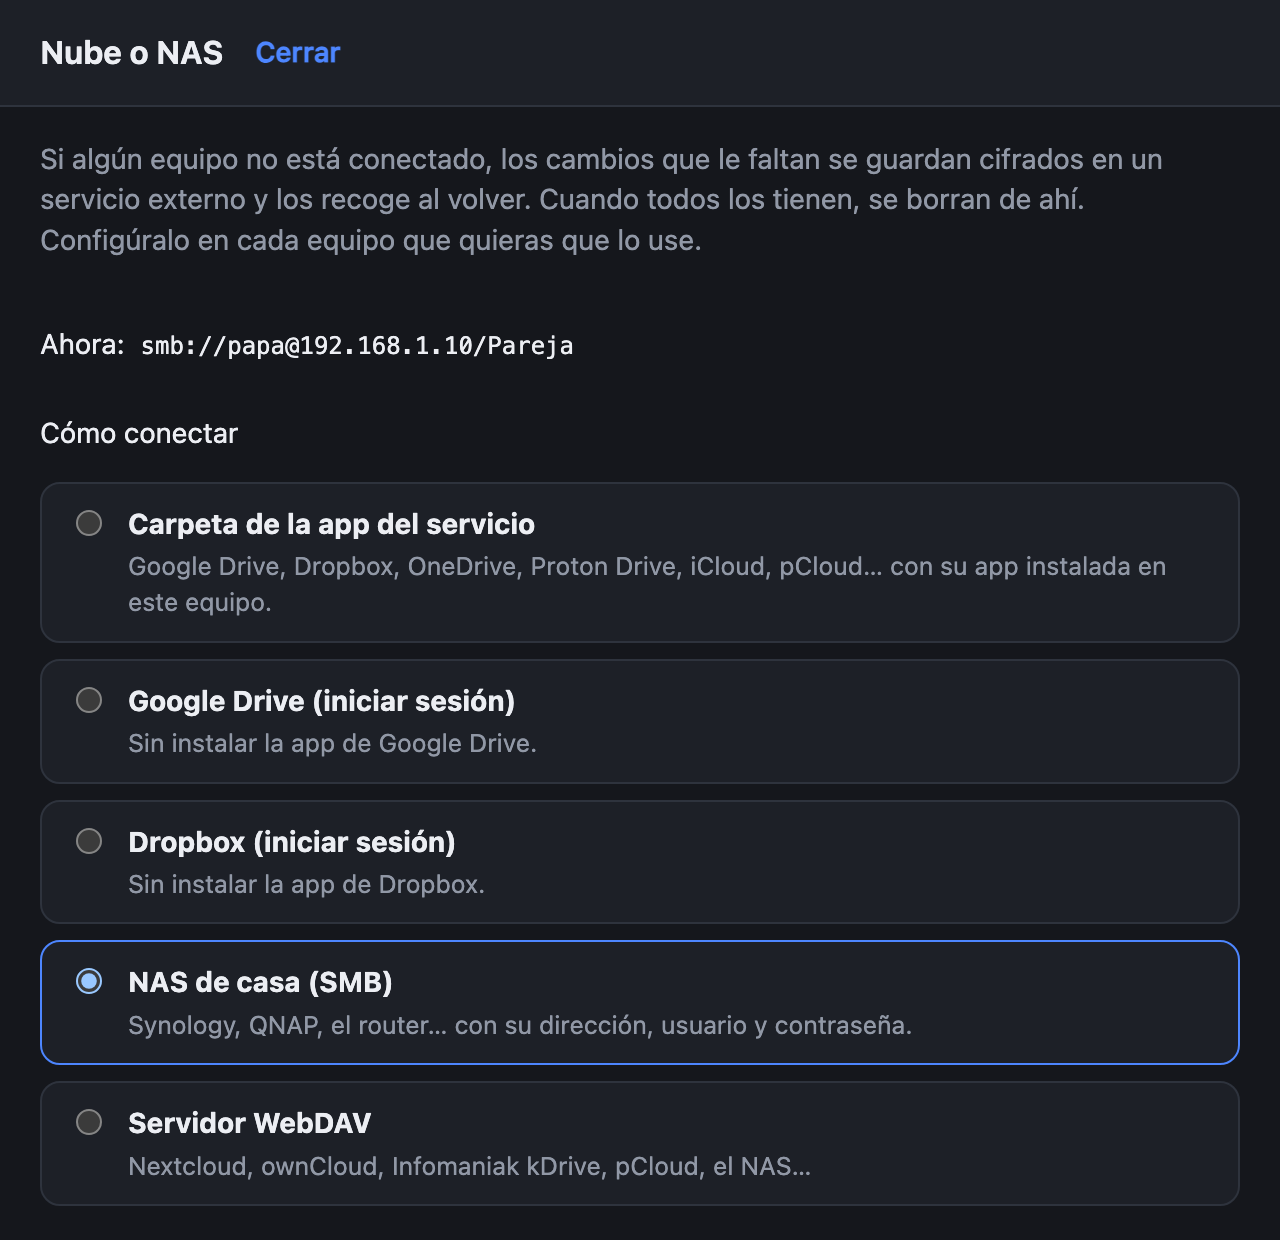 Nube o NAS Cerrar
Si algún equipo no está conectado, los cambios que le faltan se guardan cifrados en un
servicio externo y los recoge al volver. Cuando todos los tienen, se borran de ahí.
Configúralo en cada equipo que quieras que lo use.
Ahora: smb://papa@192.168.1.10/Pareja
Cómo conectar
Carpeta de la app del servicio
Google Drive, Dropbox, OneDrive, Proton Drive, iCloud, pCloud... con su app instalada en
este equipo.
Google Drive (iniciar sesión)
Sin instalar la app de Google Drive.
Dropbox (iniciar sesión)
Sin instalar la app de Dropbox.
NAS de casa (SMB)
Synology, QNAP, el router... con su dirección, usuario y contraseña.
Servidor WebDAV
Nextcloud, ownCloud, Infomaniak kDrive, pCloud, el NAS...